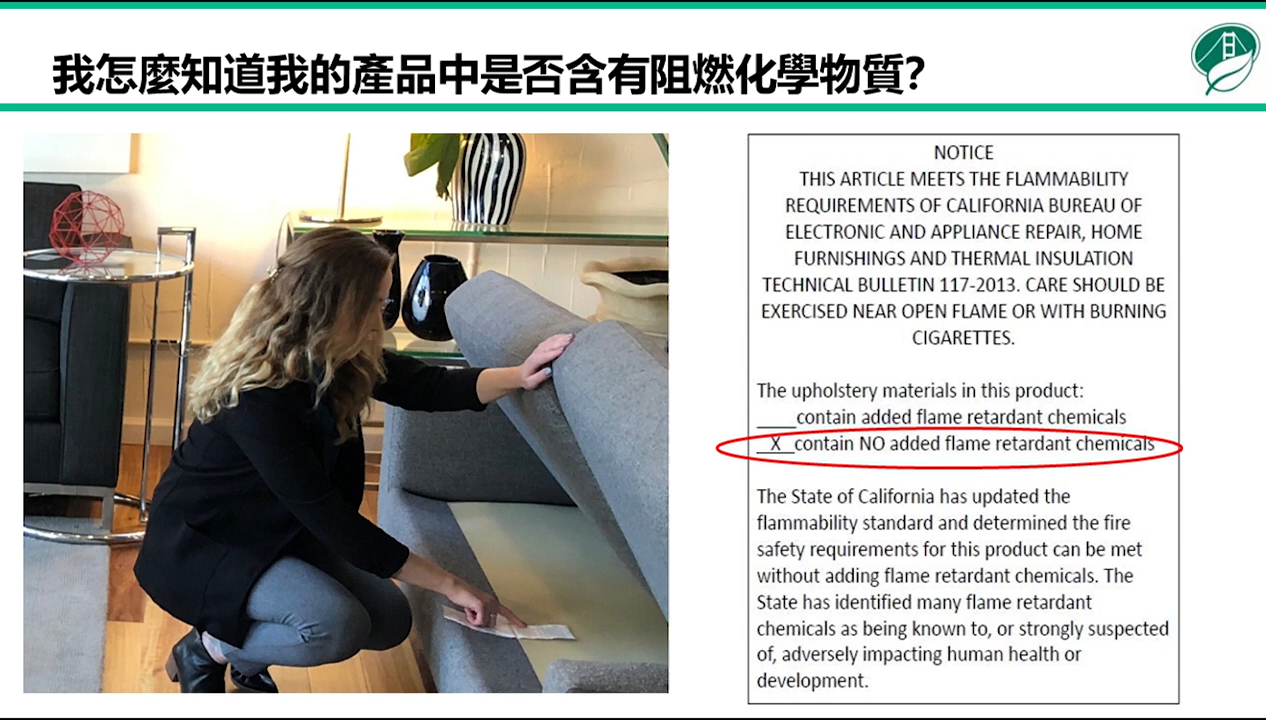 我怎麼知道我的產品中是否含有阻燃化學物質?
NOTICE
THIS ARTICLE MEETS THE FLAMMABILITY
REQUIREMENTS OF CALIFORNIA BUREAU OF
ELECTRONIC AND APPLIANCE REPAIR, HOME
FURNISHINGS AND THERMAL INSULATION
TECHNICAL BULLETIN 117-2013. CARE SHOULD BE
EXERCISED NEAR OPEN FLAME OR WITH BURNING
CIGARETTES.
The upholstery materials in this product:
____contain added flame retardant chemicals
__X__contain NO added flame retardant chemicals
The State of California has updated the
flammability standard and determined the fire
safety requirements for this product can be met
without adding flame retardant chemicals. The
State has identified many flame retardant
chemicals as being known to, or strongly suspected
of, adversely impacting human health or
development.